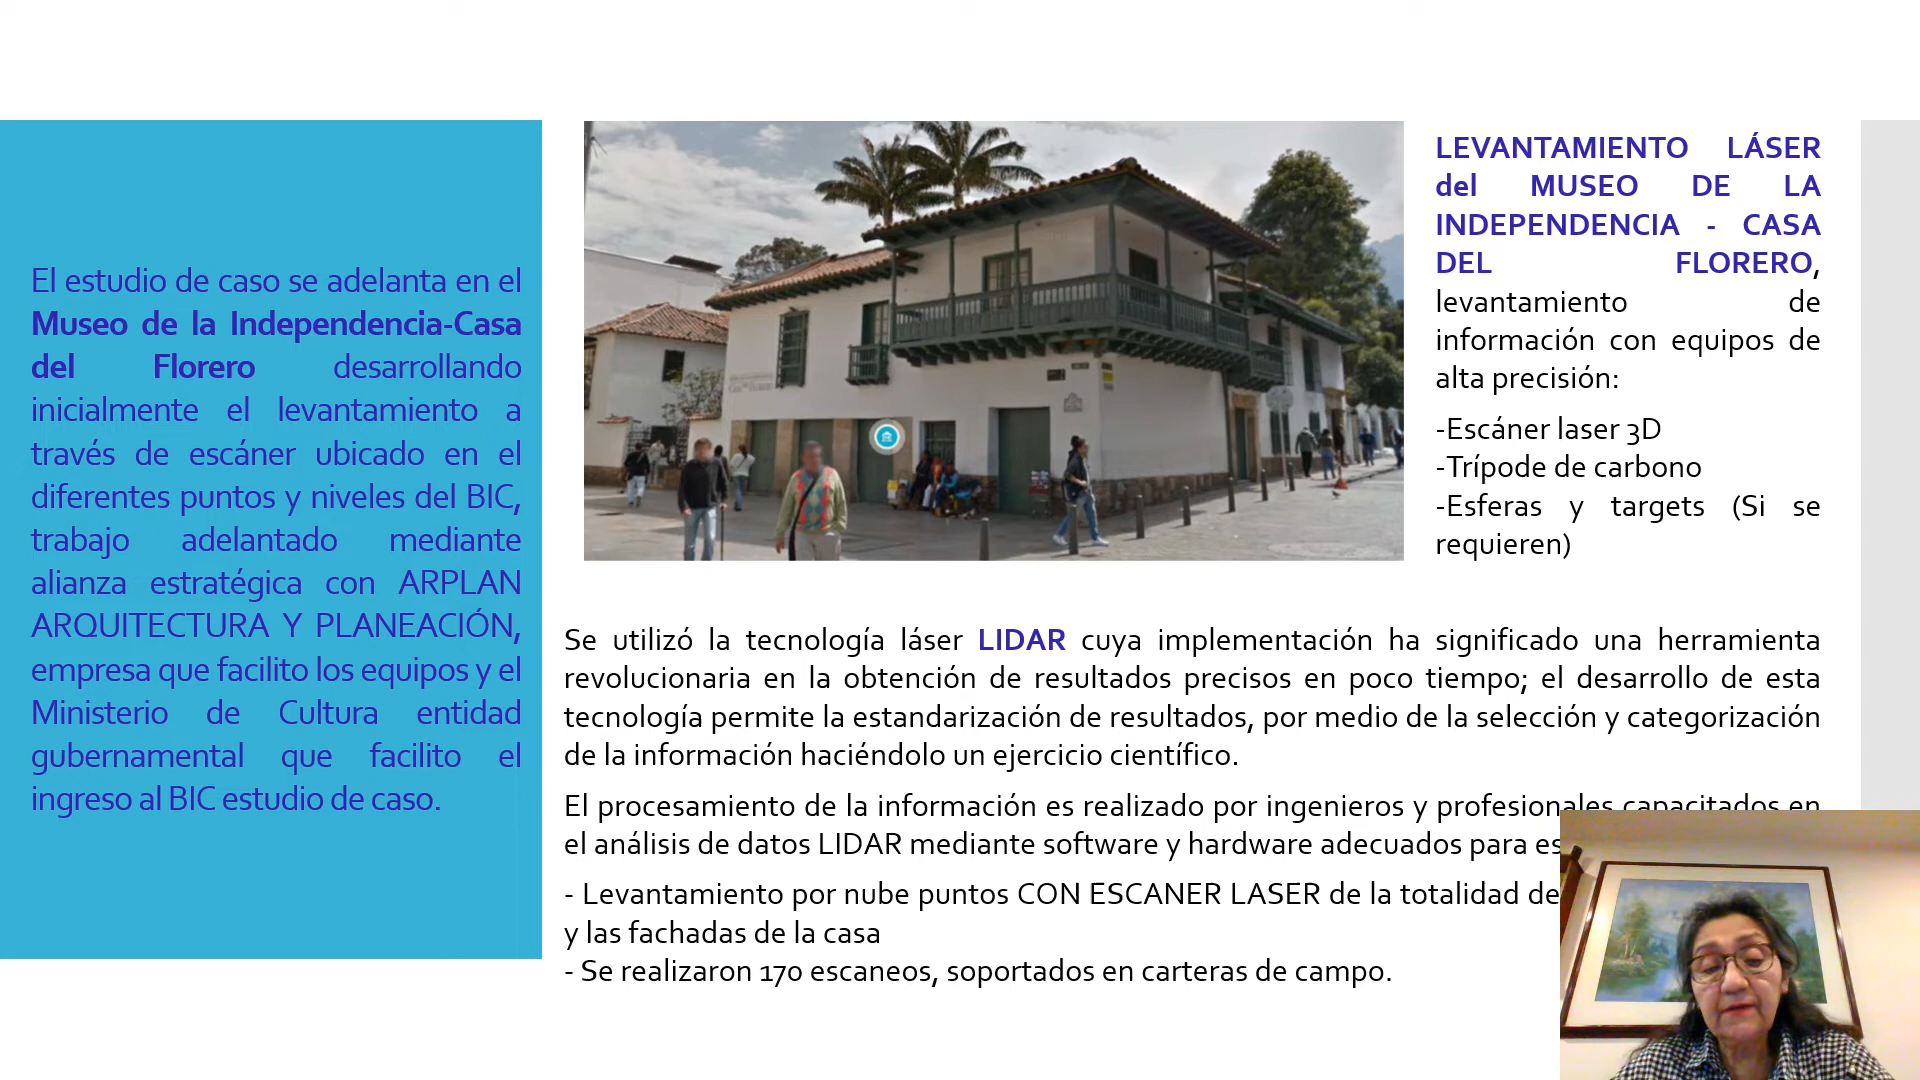 El estudio de caso se adelanta en el
Museo de la Independencia-Casa
del Florero desarrollando
inicialmente el levantamiento a
través de escáner ubicado en el
diferentes puntos y niveles del BIC,
trabajo adelantado mediante
alianza estratégica con ARPLAN
ARQUITECTURA Y PLANEACIÓN,
empresa que facilito los equipos y el
Ministerio de Cultura entidad
gubernamental que facilito el
ingreso al BIC estudio de caso.
LEVANTAMIENTO LÁSER
del MUSEO DE LA
INDEPENDENCIA - CASA
DEL FLORERO,
levantamiento de
información con equipos de
alta precisión:
-Escáner laser 3D
-Trípode de carbono
-Esferas y targets (Si se
requieren)
Se utilizó la tecnología láser LIDAR cuya implementación ha significado una herramienta
revolucionaria en la obtención de resultados precisos en poco tiempo; el desarrollo de esta
tecnología permite la estandarización de resultados, por medio de la selección y categorización
de la información haciéndolo un ejercicio científico.
El procesamiento de la información es realizado por ingenieros y profesionales capacitados en
el análisis de datos LIDAR mediante software y hardware adecuados para
- Levantamiento por nube puntos CON ESCANER LASER de la totalidad
y las fachadas de la casa
- Se realizaron 170 escaneos, soportados en carteras de campo.